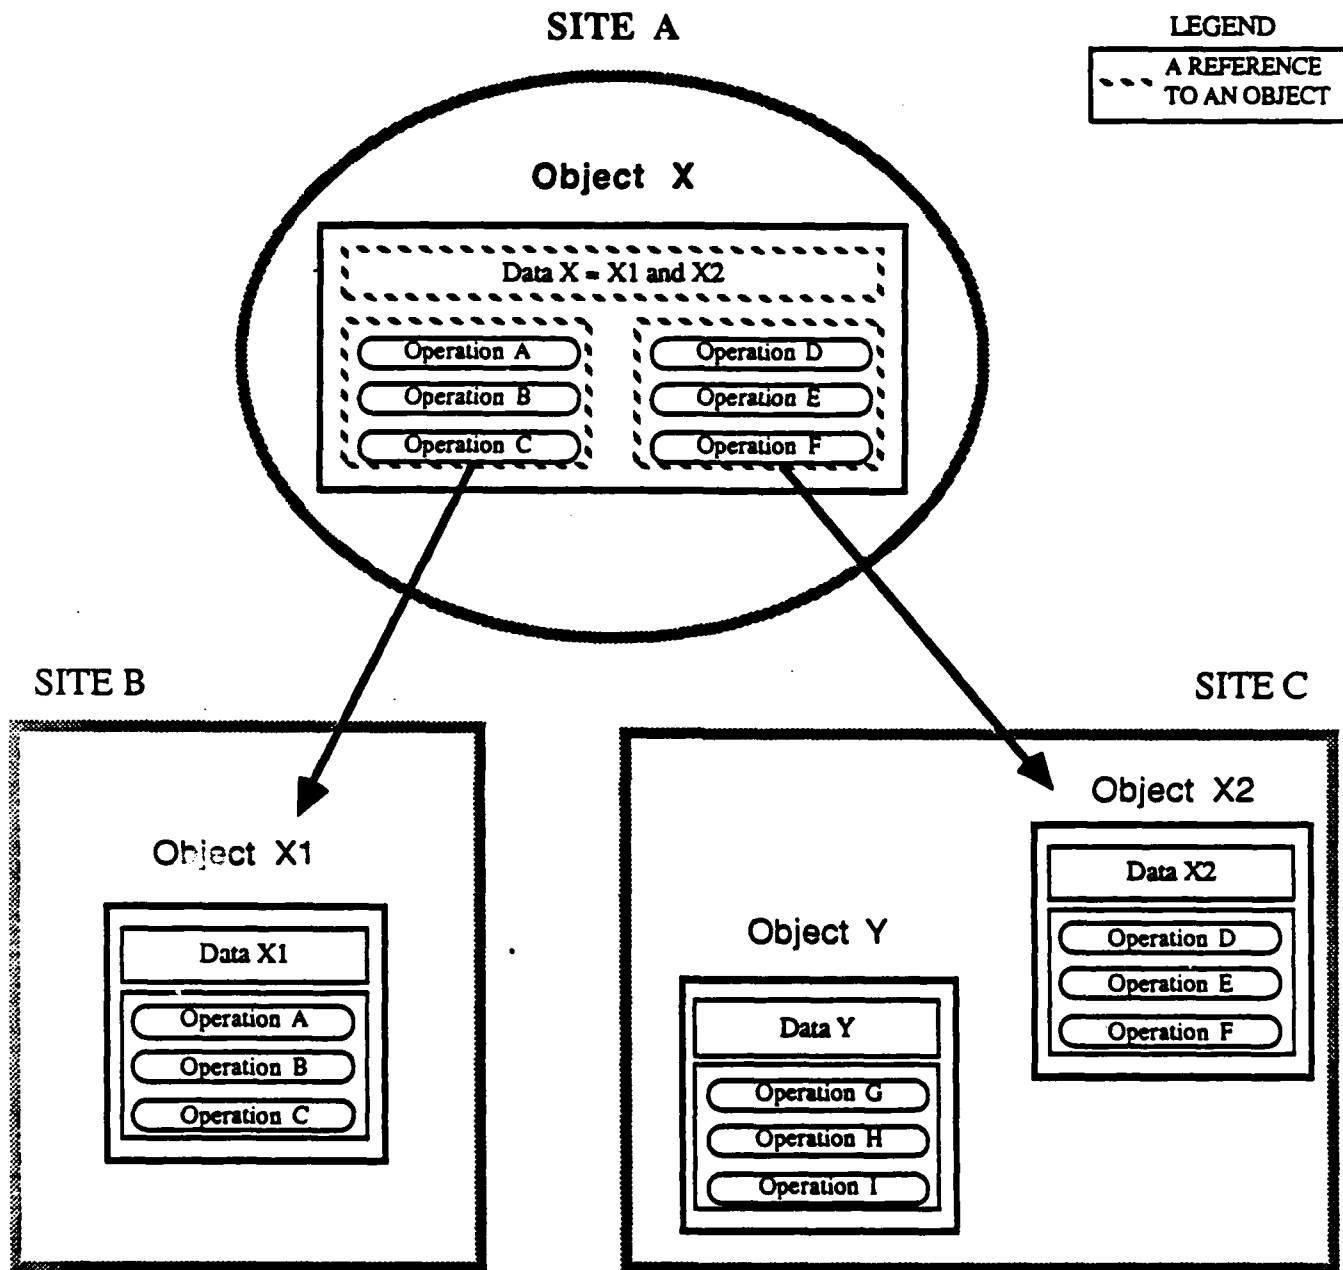 SITE A
LEGEND
A REFERENCE
TO AN OBJECT
Object X
Data X = X1 and X2
Operation A
Operation B
Operation C
Operation D
Operation E
Operation F
SITE B
Object X1
Data X1
Operation A
Operation B
Operation C
SITE C
Object X2
Data X2
Operation D
Operation E
Operation F
Object Y
Data Y
Operation G
Operation H
Operation I